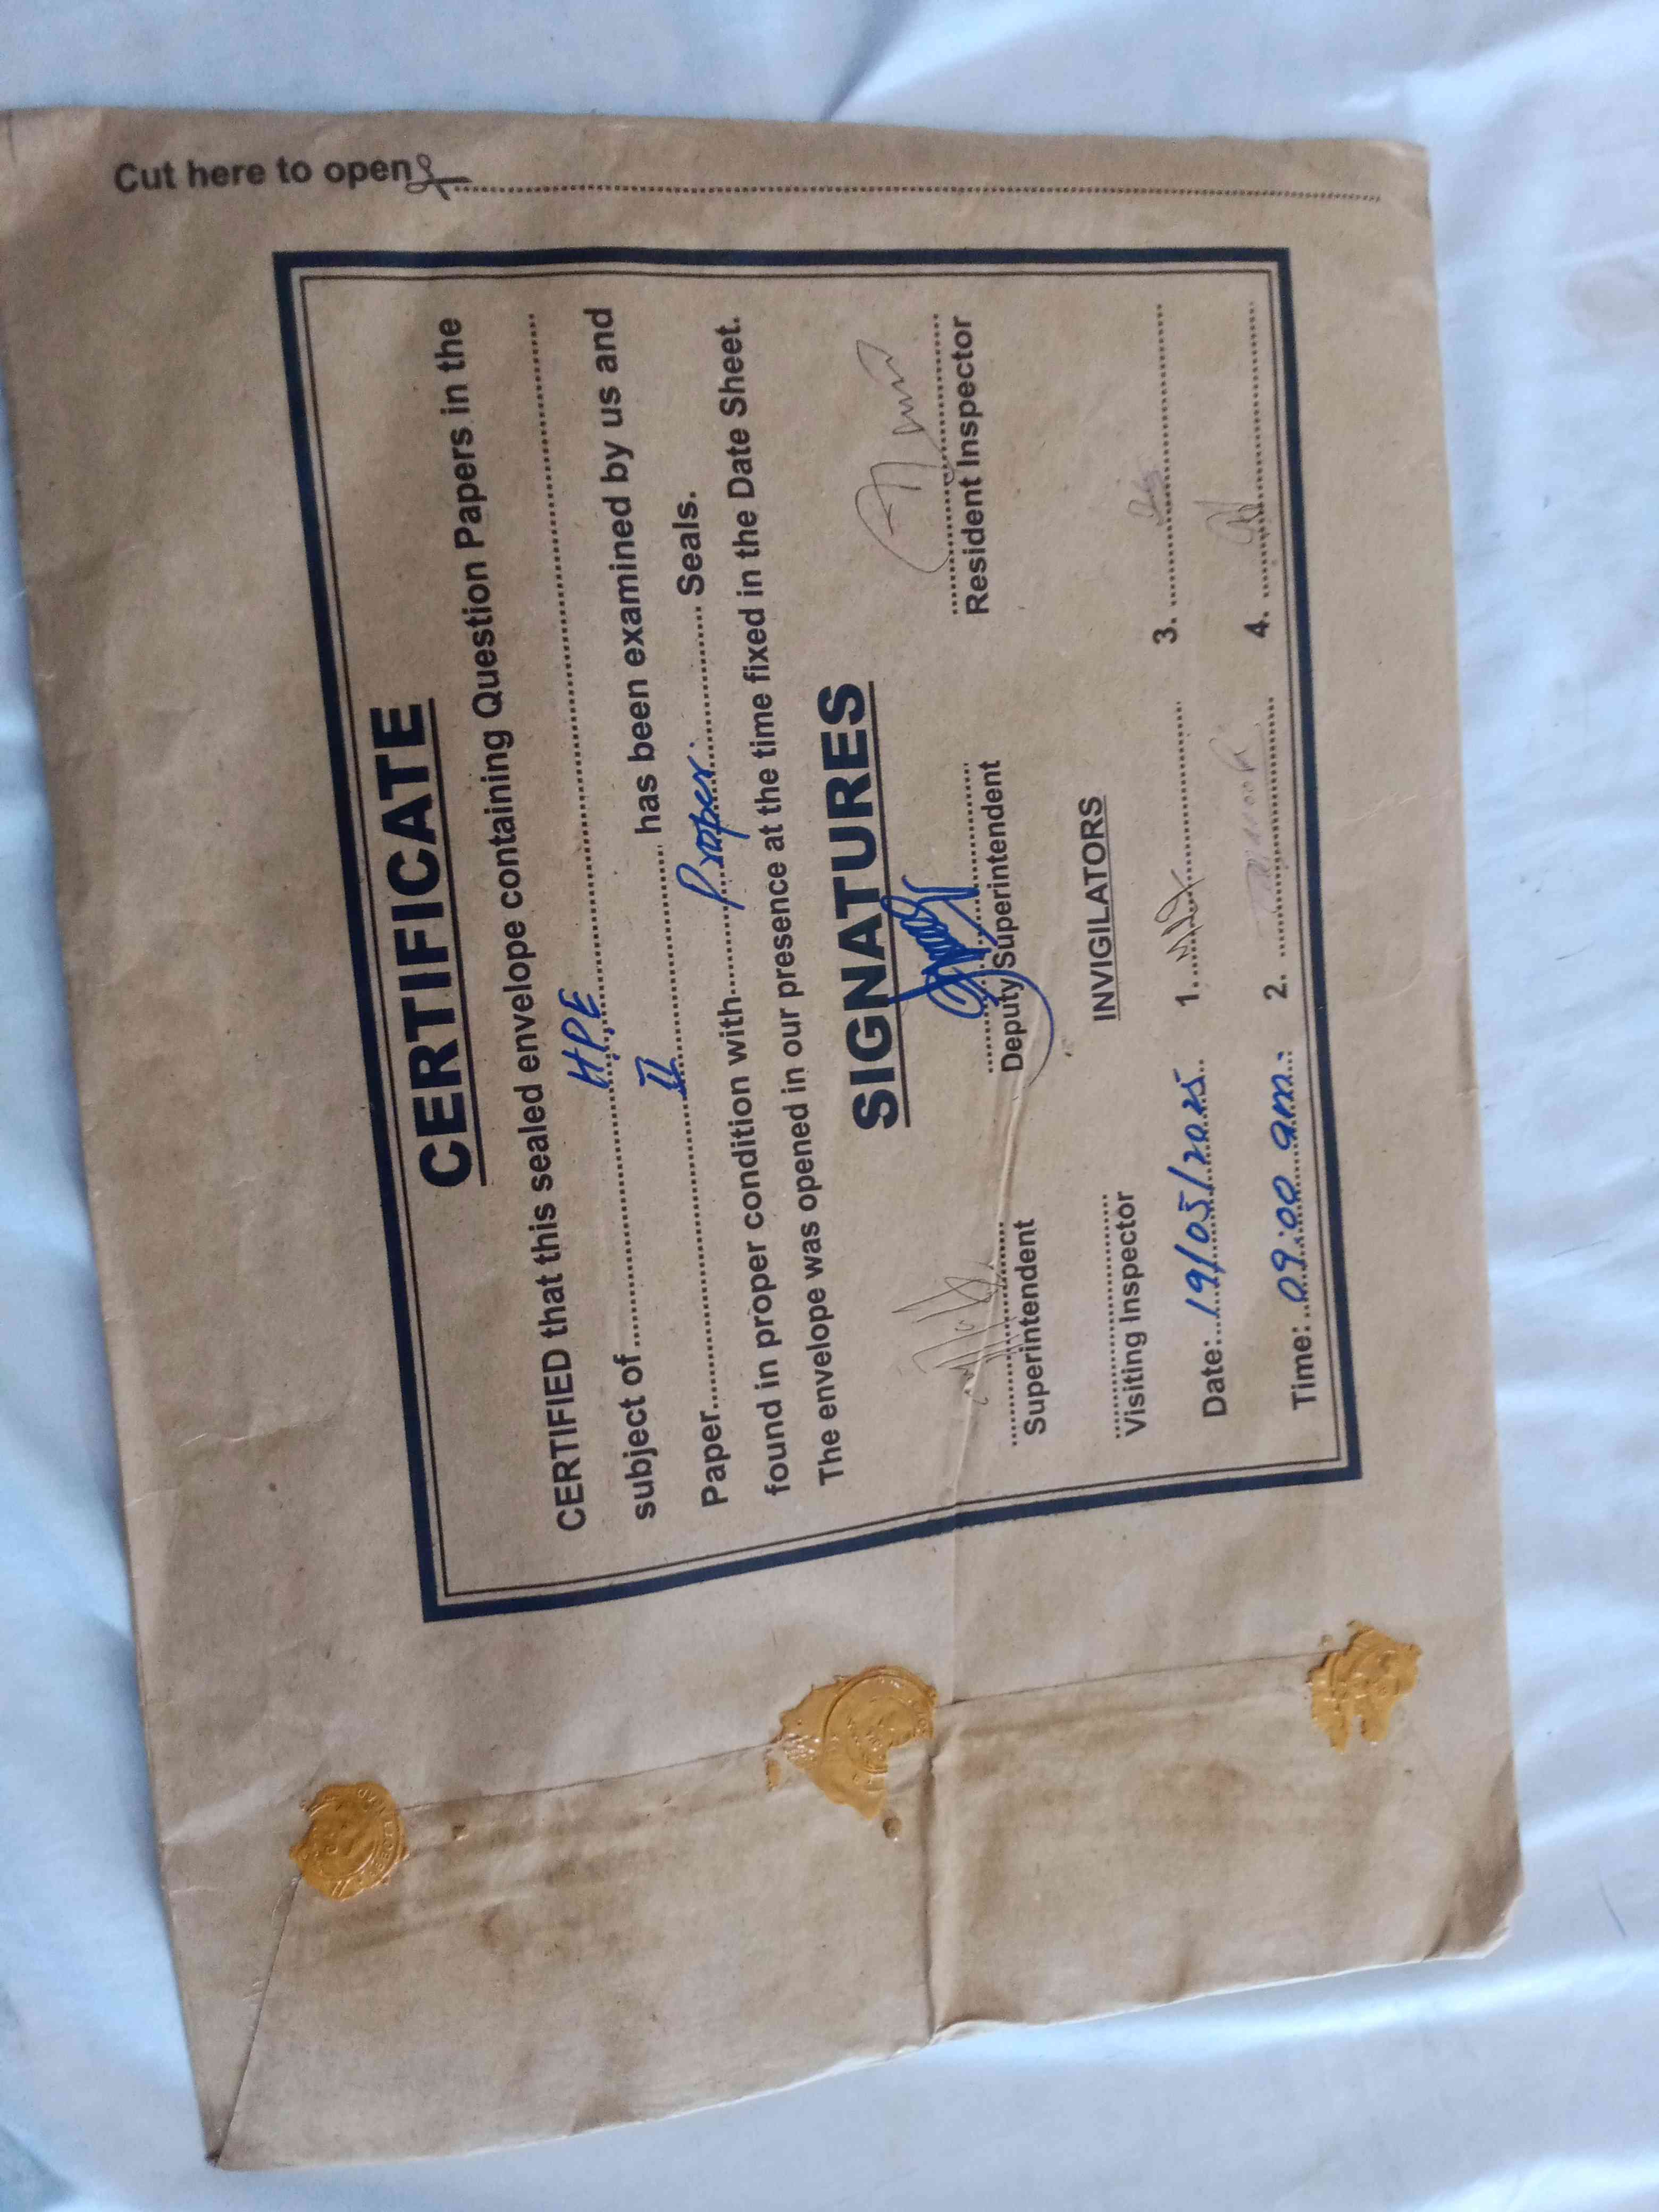 Cut here to open
CERTIFICATE
CERTIFIED that this sealed envelope containing Question Papers in the
subject of H.P.E
Paper II has been examined by us and
found in proper condition with Proper Seals.
The envelope was opened in our presence at the time fixed in the Date Sheet.
SIGNATURES
Superintendent Deputy Superintendent Resident Inspector
Visiting Inspector INVIGILATORS
Date: 19/05/2025 1. 3.
Time: 09:00 am 2. 4.